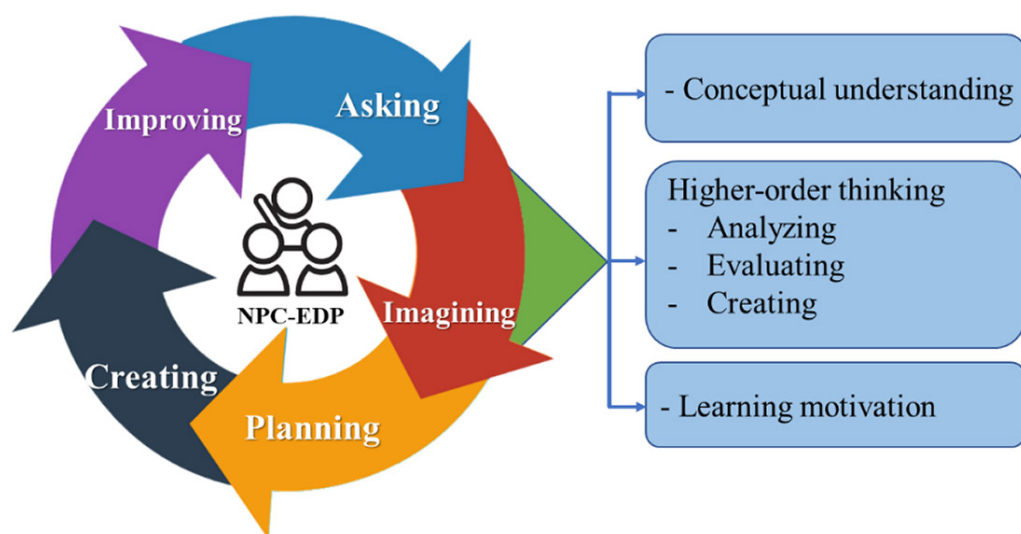 Asking
Improving
Imagining
NPC-EDP
Creating
Planning
- Conceptual understanding
Higher-order thinking
- Analyzing
- Evaluating
- Creating
- Learning motivation